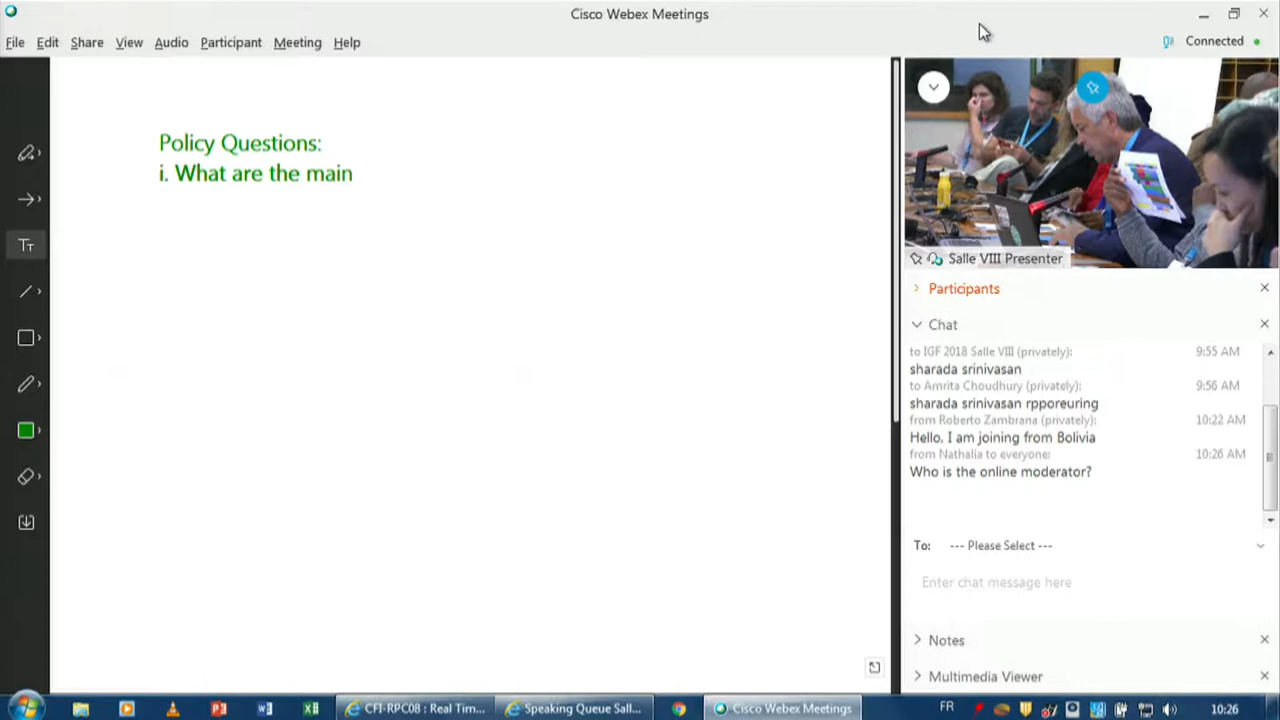 Cisco Webex Meetings
File Edit Share View Audio Participant Meeting Help
Connected
Policy Questions:
i. What are the main
Salle VIII Presenter
Participants
Chat
to IGF 2018 Salle VIII (privately): 9:55 AM
sharada srinivasan
to Amrita Choudhury (privately): 9:56 AM
sharada srinivasan rpporeuring
from Roberto Zambrana (privately): 10:22 AM
Hello, I am joining from Bolivia
from Nathalia to everyone: 10:26 AM
Who is the online moderator?
To: --- Please Select ---
Enter chat message here
Notes
Multimedia Viewer
CFI-RPC08 : Real Tim... Speaking Queue Sall... Cisco Webex Meetings FR 10:26